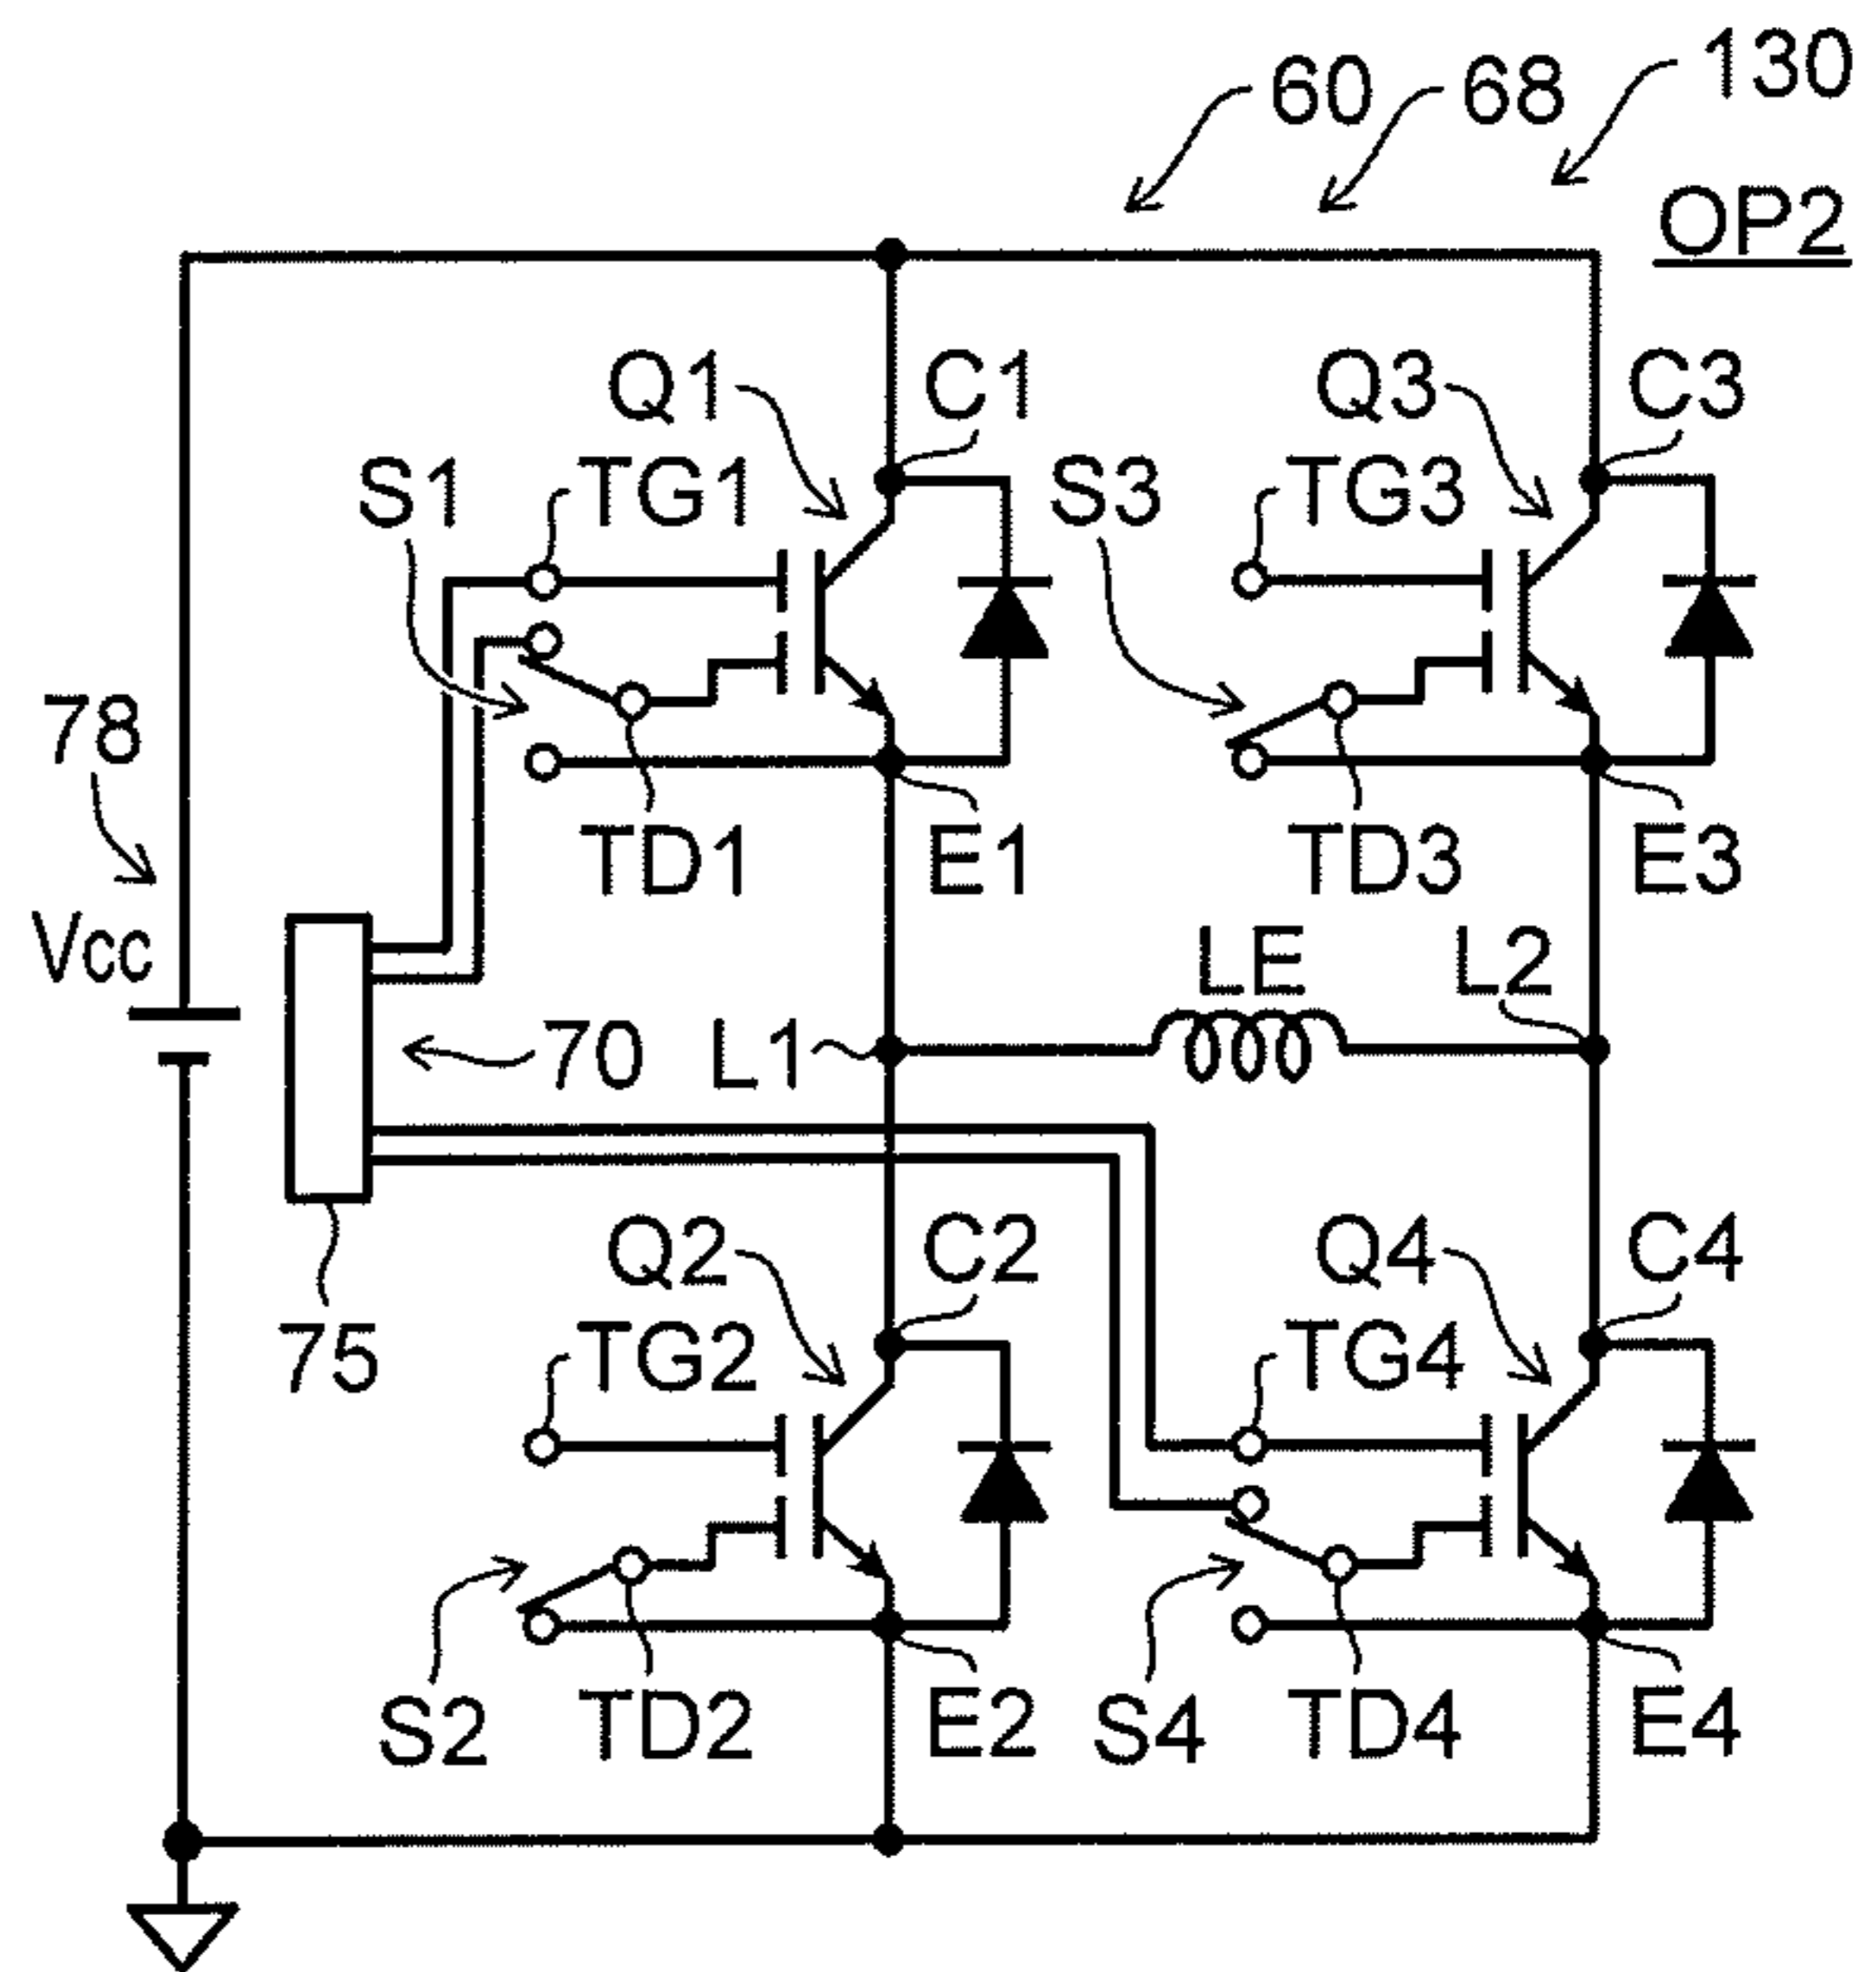 60 68 130
OP2
Q1 C1 Q3 C3
S1 TG1 S3 TG3
78
TD1 E1 TD3 E3
Vcc
LE L2
70 L1
Q2 C2 Q4 C4
75 TG2 TG4
S2 TD2 E2 S4 TD4 E4